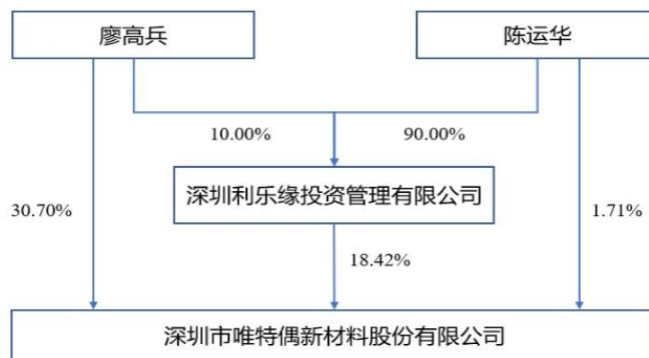 廖高兵
陈运华
10.00%
90.00%
深圳利乐缘投资管理有限公司
30.70%
1.71%
18.42%
深圳市唯特偶新材料股份有限公司